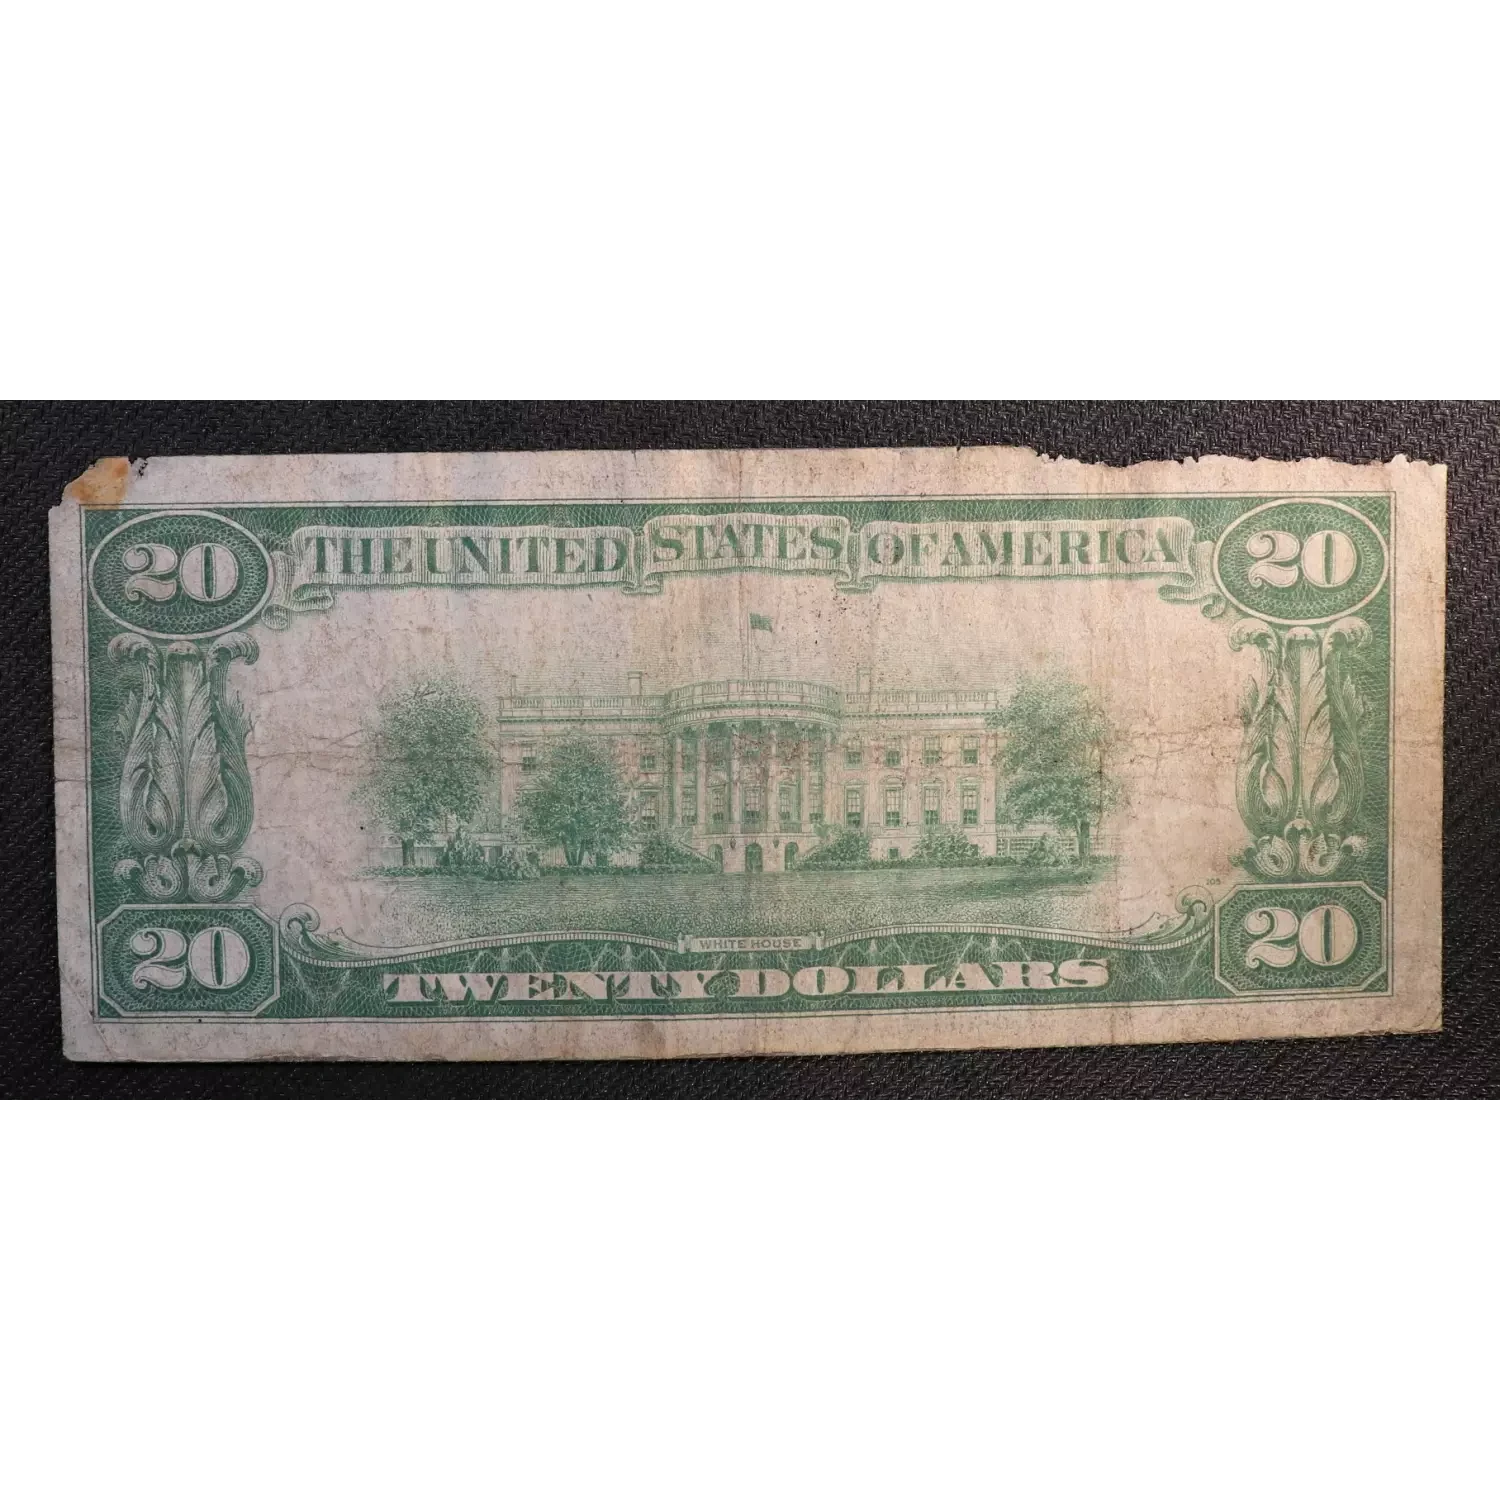 20 THE UNITED STATES OF AMERICA 20
WHITE HOUSE
20 TWENTY DOLLARS 20